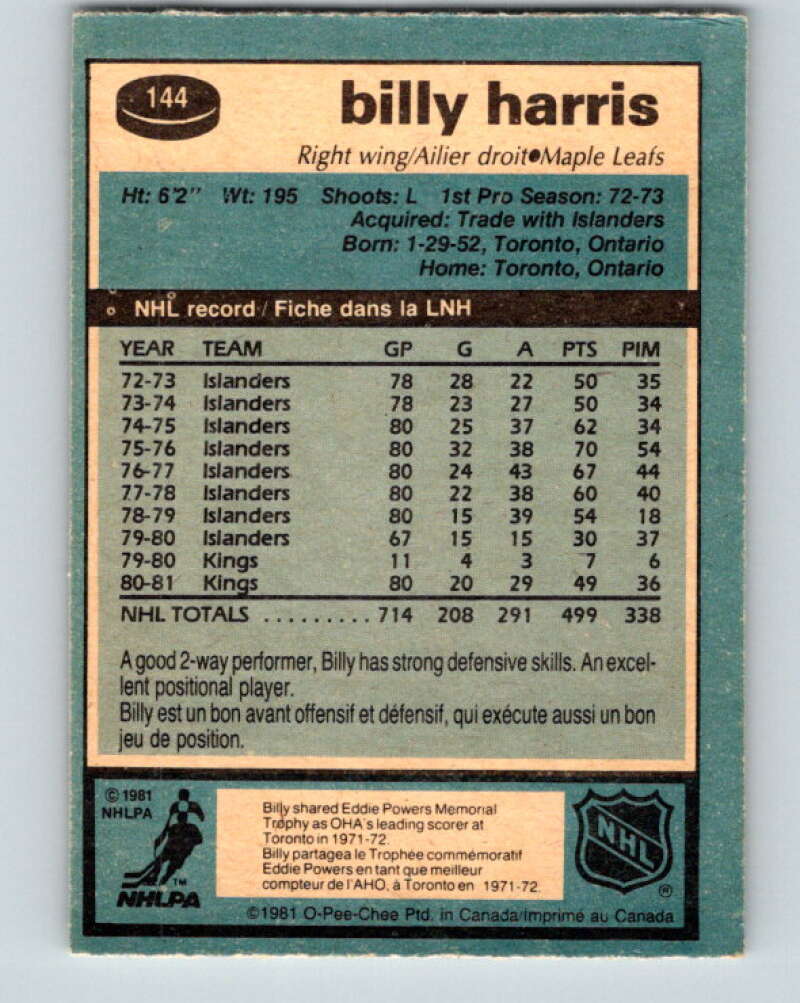 144
billy harris
Right wing/Ailier droit●Maple Leafs
Ht: 6'2" Wt: 195 Shoots: L 1st Pro Season: 72-73
Acquired: Trade with Islanders
Born: 1-29-52, Toronto, Ontario
Home: Toronto, Ontario
NHL record / Fiche dans la LNH
YEAR TEAM GP G A PTS PIM
72-73 Islanders 78 28 22 50 35
73-74 Islanders 78 23 27 50 34
74-75 Islanders 80 25 37 62 34
75-76 Islanders 80 32 38 70 54
76-77 Islanders 80 24 43 67 44
77-78 Islanders 80 22 38 60 40
78-79 Islanders 80 15 39 54 18
79-80 Islanders 67 15 15 30 37
79-80 Kings 11 4 3 7 6
80-81 Kings 80 20 29 49 36
NHL TOTALS ......... 714 208 291 499 338
A good 2-way performer, Billy has strong defensive skills. An excel-
lent positional player.
Billy est un bon avant offensif et défensif, qui exécute aussi un bon
jeu de position.
© 1981
NHLPA
TM
NHLPA
Billy shared Eddie Powers Memorial
Trophy as OHA's leading scorer at
Toronto in 1971-72.
Billy partagea le Trophée commémoratif
Eddie Powers en tant que meilleur
compteur de l'AHO, à Toronto en 1971-72.
NHL
®
©1981 O-Pee-Chee Ptd. in Canada/Imprimé au Canada